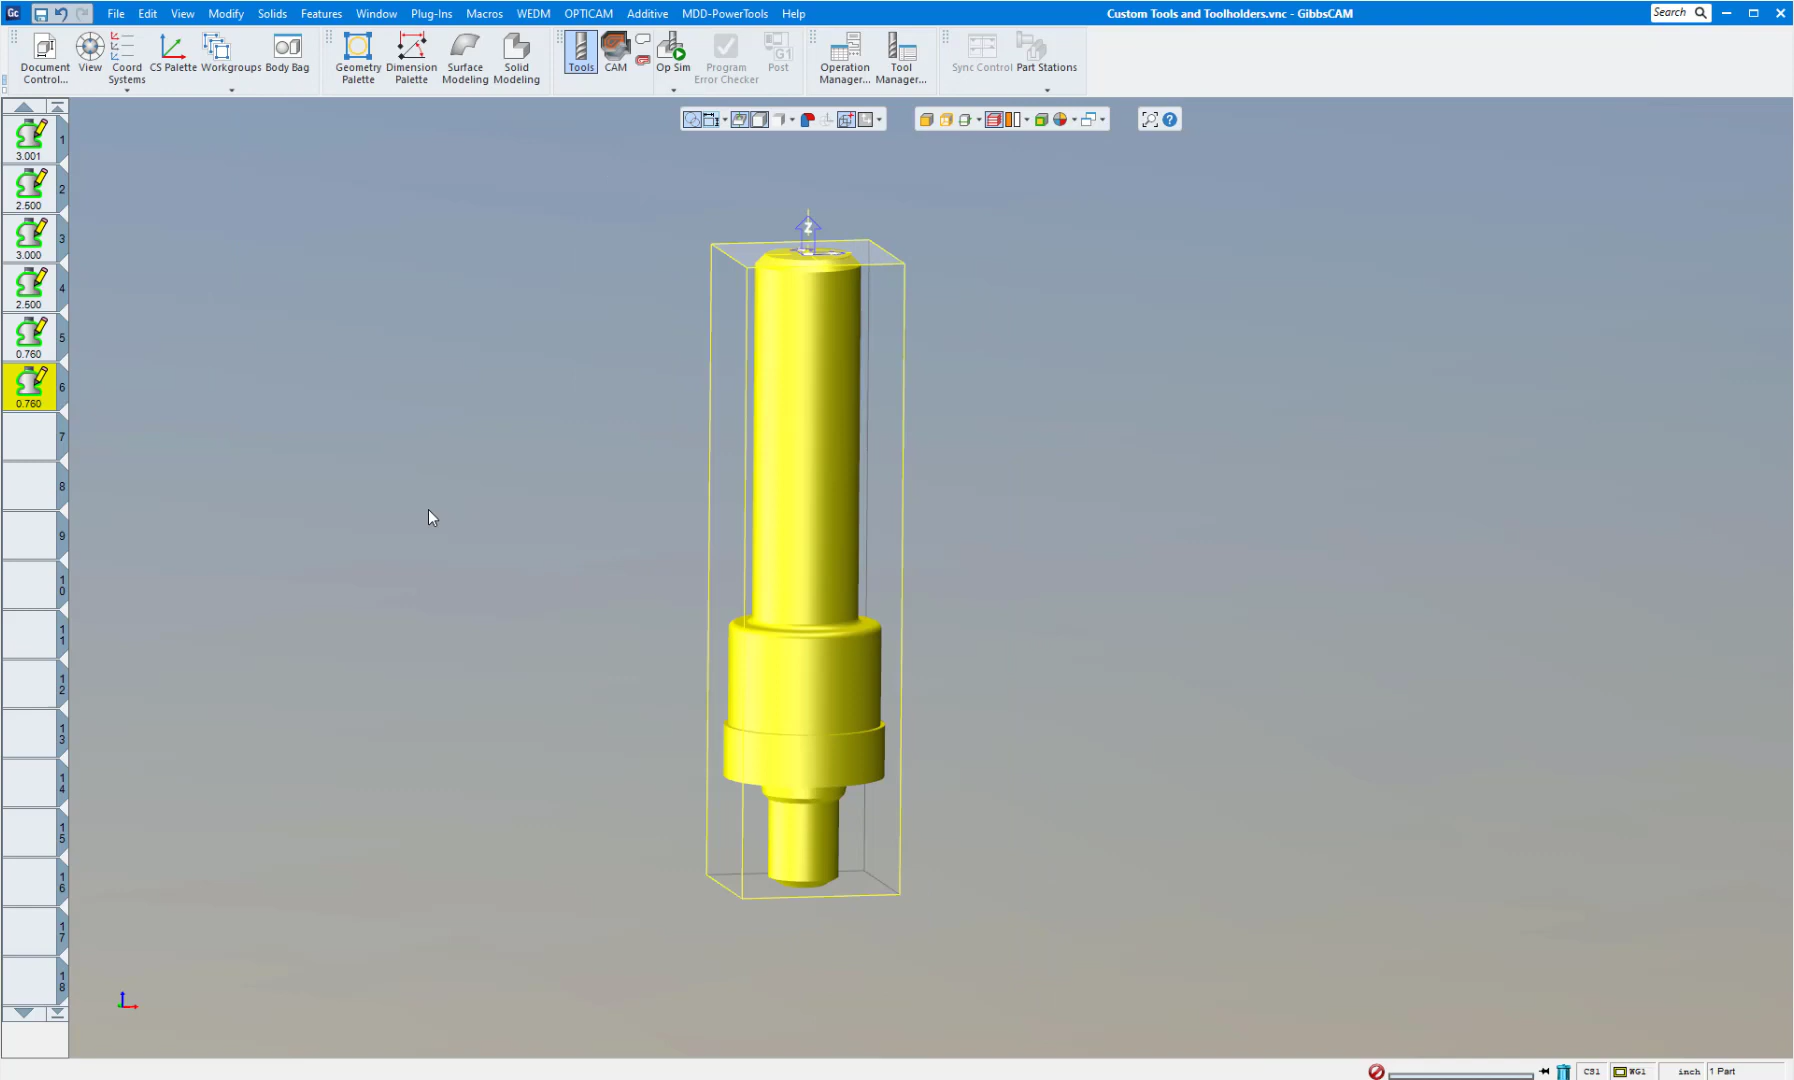 Gc File Edit View Modify Solids Features Window Plug-Ins Macros WEDM OPTICAM Additive MDD-PowerTools Help Custom Tools and Toolholders.vnc - GibbsCAM Search
Document Control...
View
Coord Systems
CS Palette
Workgroups
Body Bag
Geometry Palette
Dimension Palette
Surface Modeling
Solid Modeling
Tools
CAM
Op Sim
Program Error Checker
G1
Post
Operation Manager...
Tool Manager...
Sync Control
Part Stations
1
3.001
2
2.500
3
3.000
4
2.500
5
0.760
6
0.760
7
8
9
10
11
12
13
14
15
16
17
18
Z
CS1 WG1 inch 1 Part